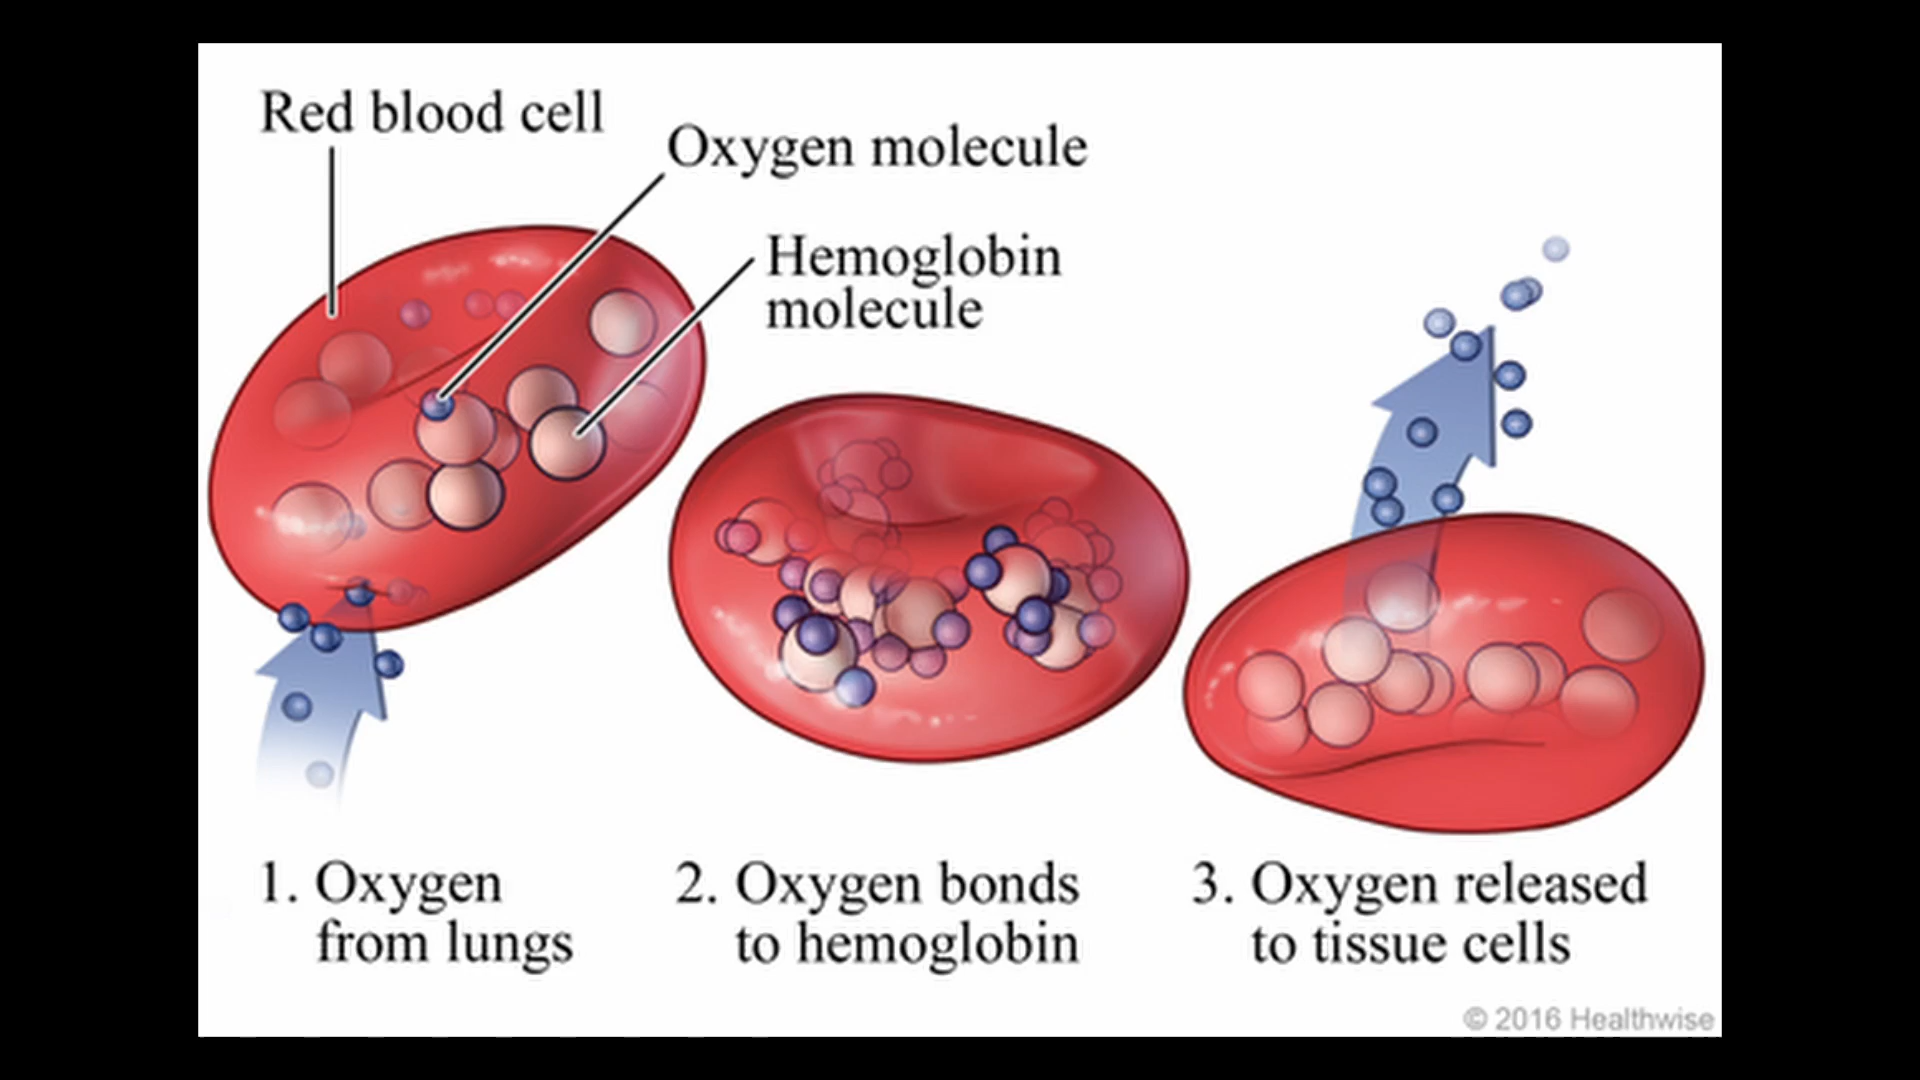 Red blood cell
Oxygen molecule
Hemoglobin
molecule
1. Oxygen
from lungs
2. Oxygen bonds
to hemoglobin
3. Oxygen released
to tissue cells
© 2016 Healthwise